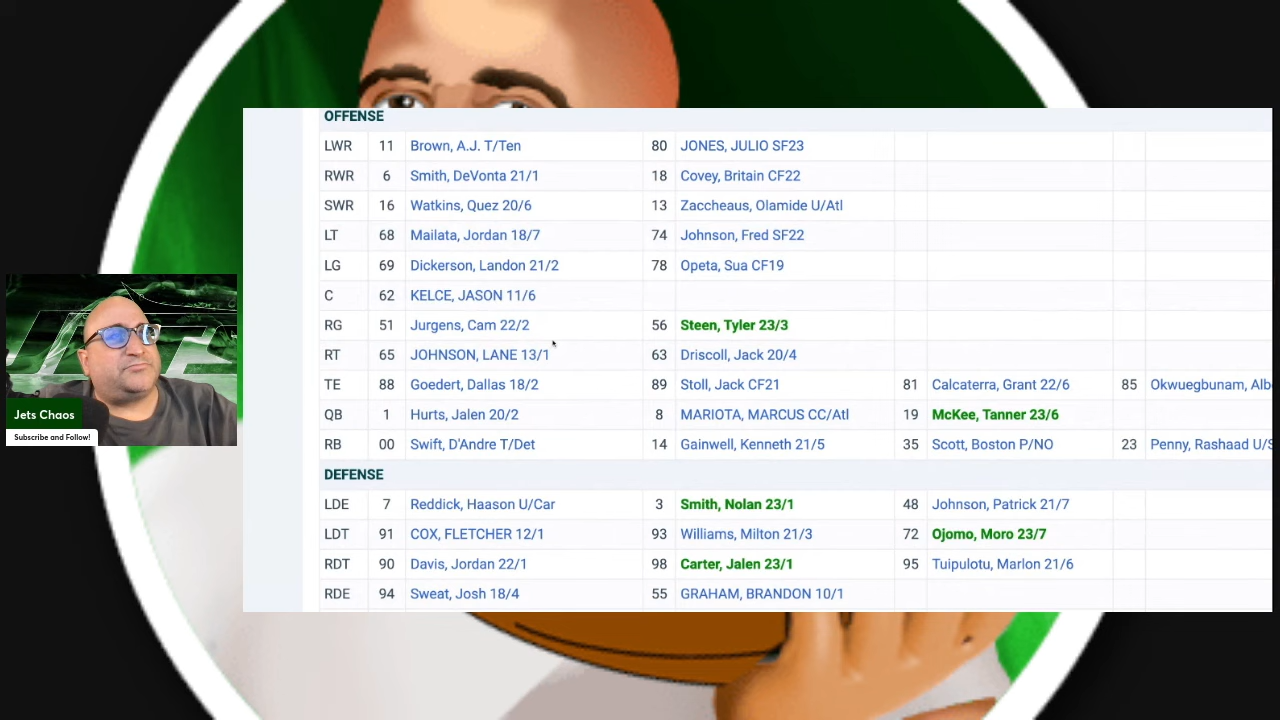 OFFENSE
LWR 11 Brown, A.J. T/Ten 80 JONES, JULIO SF23
RWR 6 Smith, DeVonta 21/1 18 Covey, Britain CF22
SWR 16 Watkins, Quez 20/6 13 Zaccheaus, Olamide U/Atl
LT 68 Mailata, Jordan 18/7 74 Johnson, Fred SF22
LG 69 Dickerson, Landon 21/2 78 Opeta, Sua CF19
C 62 KELCE, JASON 11/6
RG 51 Jurgens, Cam 22/2 56 Steen, Tyler 23/3
RT 65 JOHNSON, LANE 13/1 63 Driscoll, Jack 20/4
TE 88 Goedert, Dallas 18/2 89 Stoll, Jack CF21 81 Calcaterra, Grant 22/6 85 Okwuegbunam, Alb
QB 1 Hurts, Jalen 20/2 8 MARIOTA, MARCUS CC/Atl 19 McKee, Tanner 23/6
RB 00 Swift, D'Andre T/Det 14 Gainwell, Kenneth 21/5 35 Scott, Boston P/NO 23 Penny, Rashaad U/S
DEFENSE
LDE 7 Reddick, Haason U/Car 3 Smith, Nolan 23/1 48 Johnson, Patrick 21/7
LDT 91 COX, FLETCHER 12/1 93 Williams, Milton 21/3 72 Ojomo, Moro 23/7
RDT 90 Davis, Jordan 22/1 98 Carter, Jalen 23/1 95 Tuipulotu, Marlon 21/6
RDE 94 Sweat, Josh 18/4 55 GRAHAM, BRANDON 10/1
Jets Chaos
Subscribe and Follow!